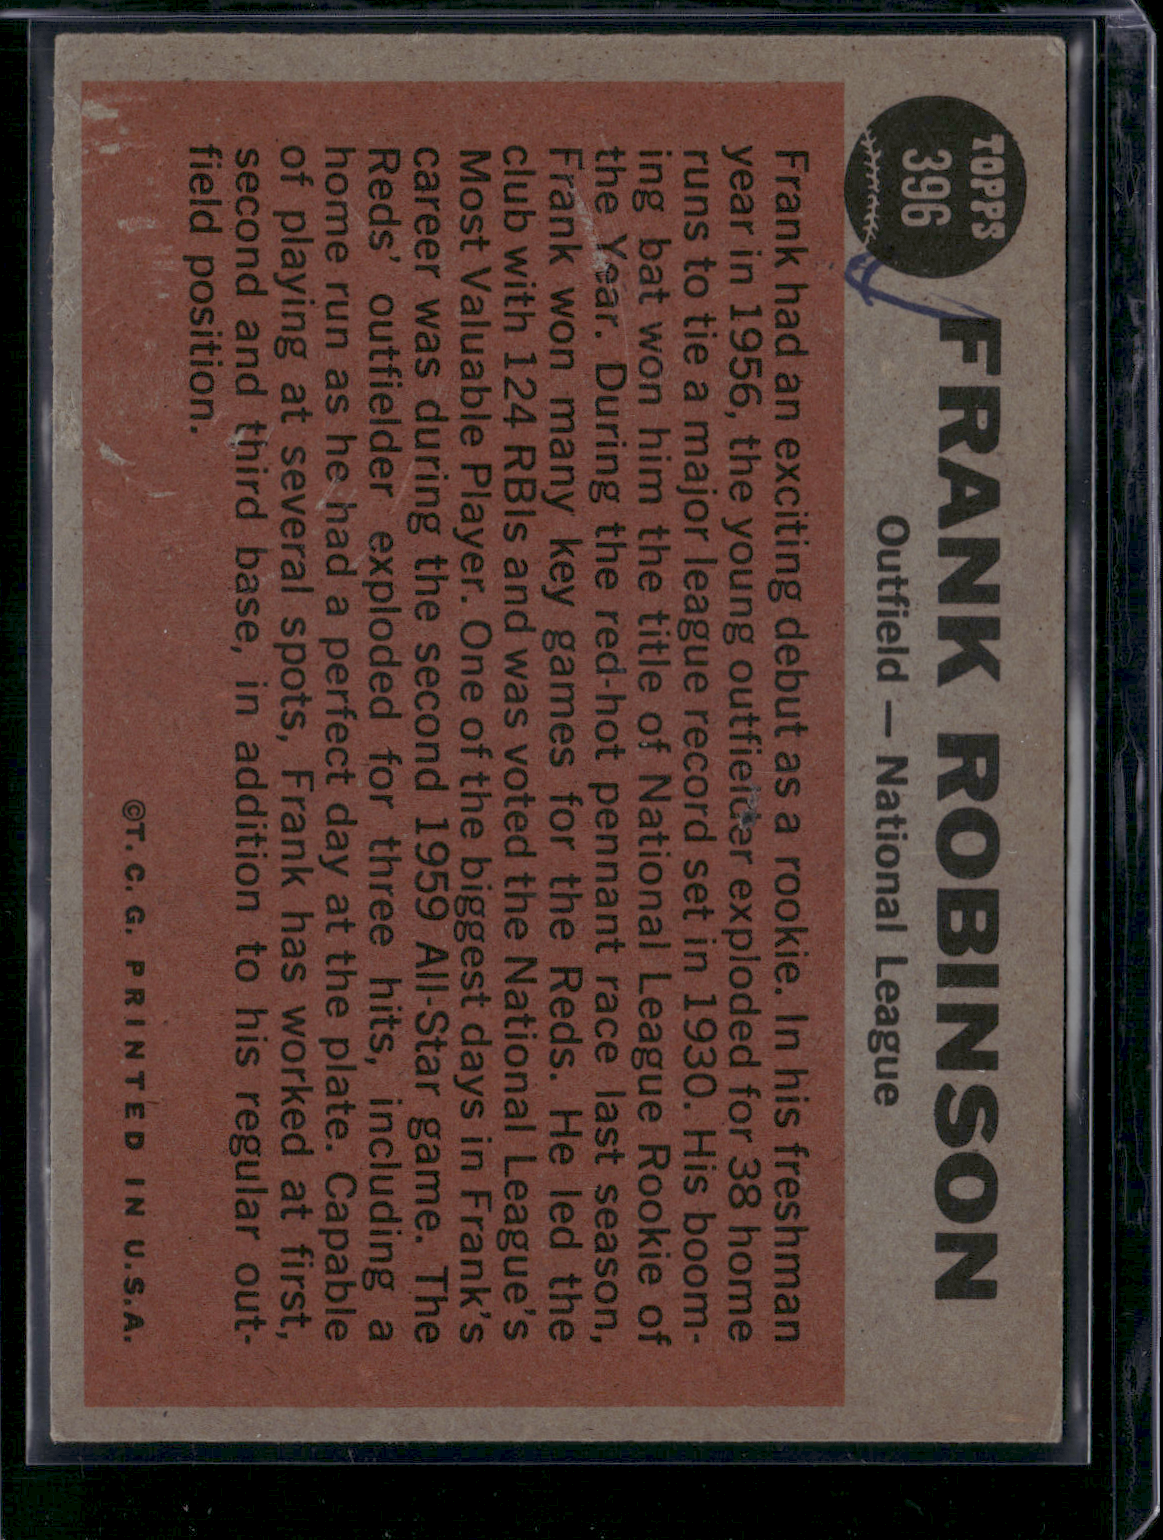 TOPPS
396
FRANK ROBINSON
Outfield — National League
Frank had an exciting debut as a rookie. In his freshman
year in 1956, the young outfielder exploded for 38 home
runs to tie a major league record set in 1930. His boom-
ing bat won him the title of National League Rookie of
the Year. During the red-hot pennant race last season,
Frank won many key games for the Reds. He led the
club with 124 RBIs and was voted the National League's
Most Valuable Player. One of the biggest days in Frank's
career was during the second 1959 All-Star game. The
Reds' outfielder exploded for three hits, including a
home run as he had a perfect day at the plate. Capable
of playing at several spots, Frank has worked at first,
second and third base, in addition to his regular out-
field position.
©T.C.G. PRINTED IN U.S.A.